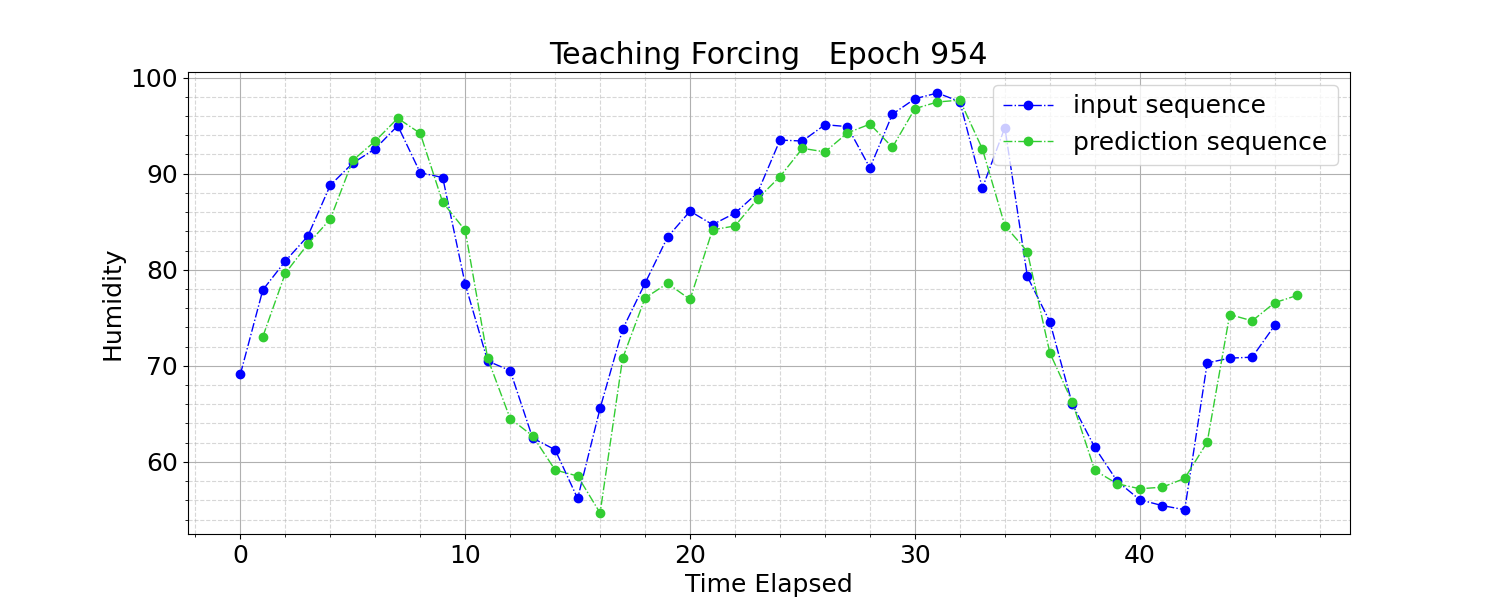 Teaching Forcing   Epoch 954
input sequence
prediction sequence
Humidity
100
90
80
70
60
0 10 20 30 40
Time Elapsed